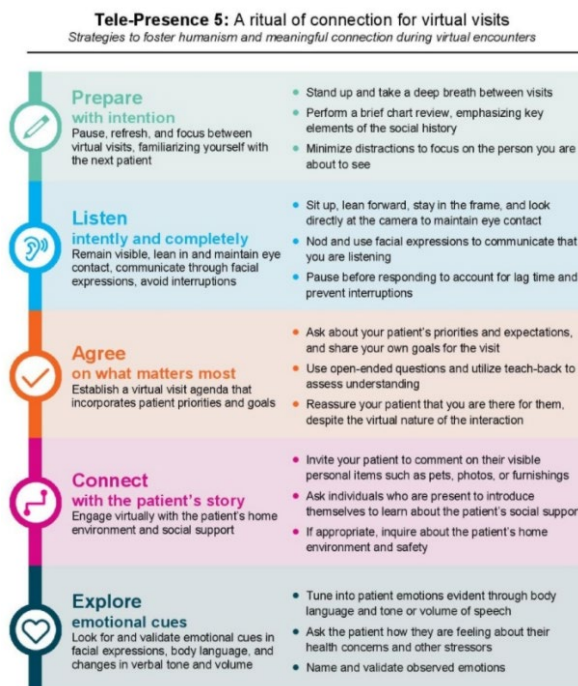 Tele-Presence 5: A ritual of connection for virtual visits
Strategies to foster humanism and meaningful connection during virtual encounters
Prepare
with intention
Pause, refresh, and focus between
virtual visits, familiarizing yourself with
the next patient
• Stand up and take a deep breath between visits
• Perform a brief chart review, emphasizing key
elements of the social history
• Minimize distractions to focus on the person you are
about to see
Listen
intently and completely
Remain visible, lean in and maintain eye
contact, communicate through facial
expressions, avoid interruptions
• Sit up, lean forward, stay in the frame, and look
directly at the camera to maintain eye contact
• Nod and use facial expressions to communicate that
you are listening
• Pause before responding to account for lag time and
prevent interruptions
Agree
on what matters most
Establish a virtual visit agenda that
incorporates patient priorities and goals
• Ask about your patient's priorities and expectations,
and share your own goals for the visit
• Use open-ended questions and utilize teach-back to
assess understanding
• Reassure your patient that you are there for them,
despite the virtual nature of the interaction
Connect
with the patient's story
Engage virtually with the patient's home
environment and social support
• Invite your patient to comment on their visible
personal items such as pets, photos, or furnishings
• Ask individuals who are present to introduce
themselves to learn about the patient's social support
• If appropriate, inquire about the patient's home
environment and safety
Explore
emotional cues
Look for and validate emotional cues in
facial expressions, body language, and
changes in verbal tone and volume
• Tune into patient emotions evident through body
language and tone or volume of speech
• Ask the patient how they are feeling about their
health concerns and other stressors
• Name and validate observed emotions